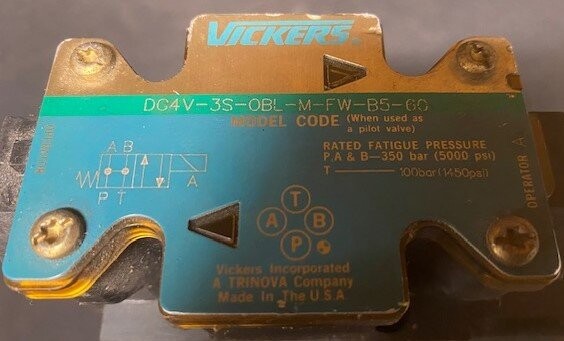 VICKERS
DG4V-3S-OBL-M-FW-B5-60
MODEL CODE (When used as
a pilot valve)
RATED FATIGUE PRESSURE
P A & B-350 bar (5000 psi)
T 100bar (1450psi)
A B
P T
A
T
A B
P
OPERATOR A
Vickers Incorporated
A TRINOVA Company
Made In The U S A